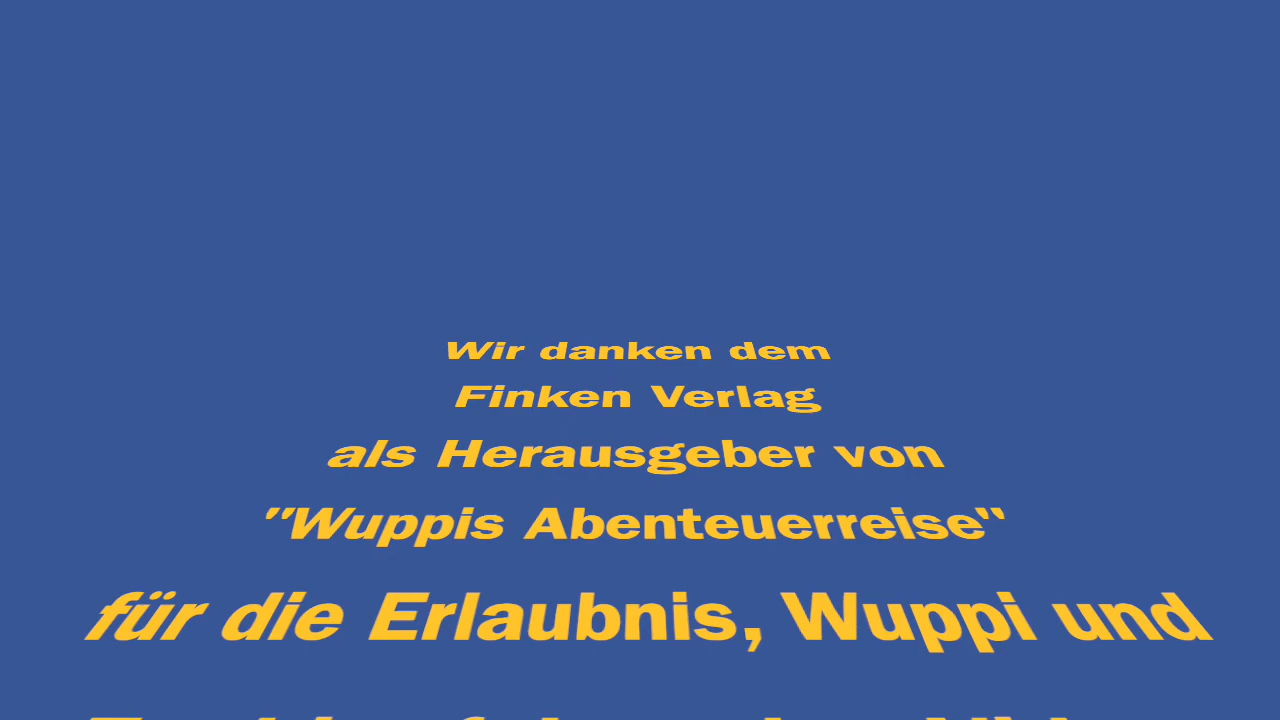 Wir danken dem
Finken Verlag
als Herausgeber von
"Wuppis Abenteuerreise"
für die Erlaubnis, Wuppi und